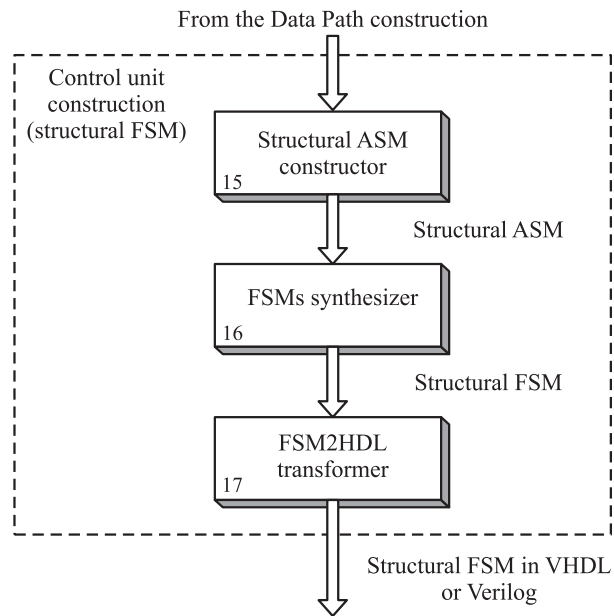 From the Data Path construction
Control unit
construction
(structural FSM)
Structural ASM
constructor
15
Structural ASM
FSMs synthesizer
16
Structural FSM
FSM2HDL
transformer
17
Structural FSM in VHDL
or Verilog